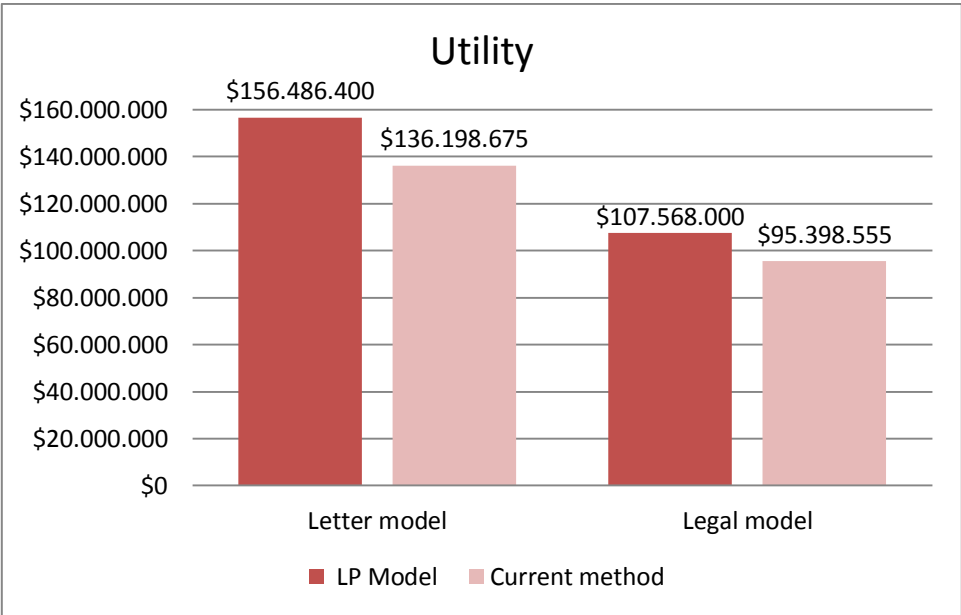 Utility
$156.486.400
$160.000.000
$136.198.675
$140.000.000
$120.000.000
$107.568.000
$95.398.555
$100.000.000
$80.000.000
$60.000.000
$40.000.000
$20.000.000
$0
Letter model
Legal model
LP Model
Current method